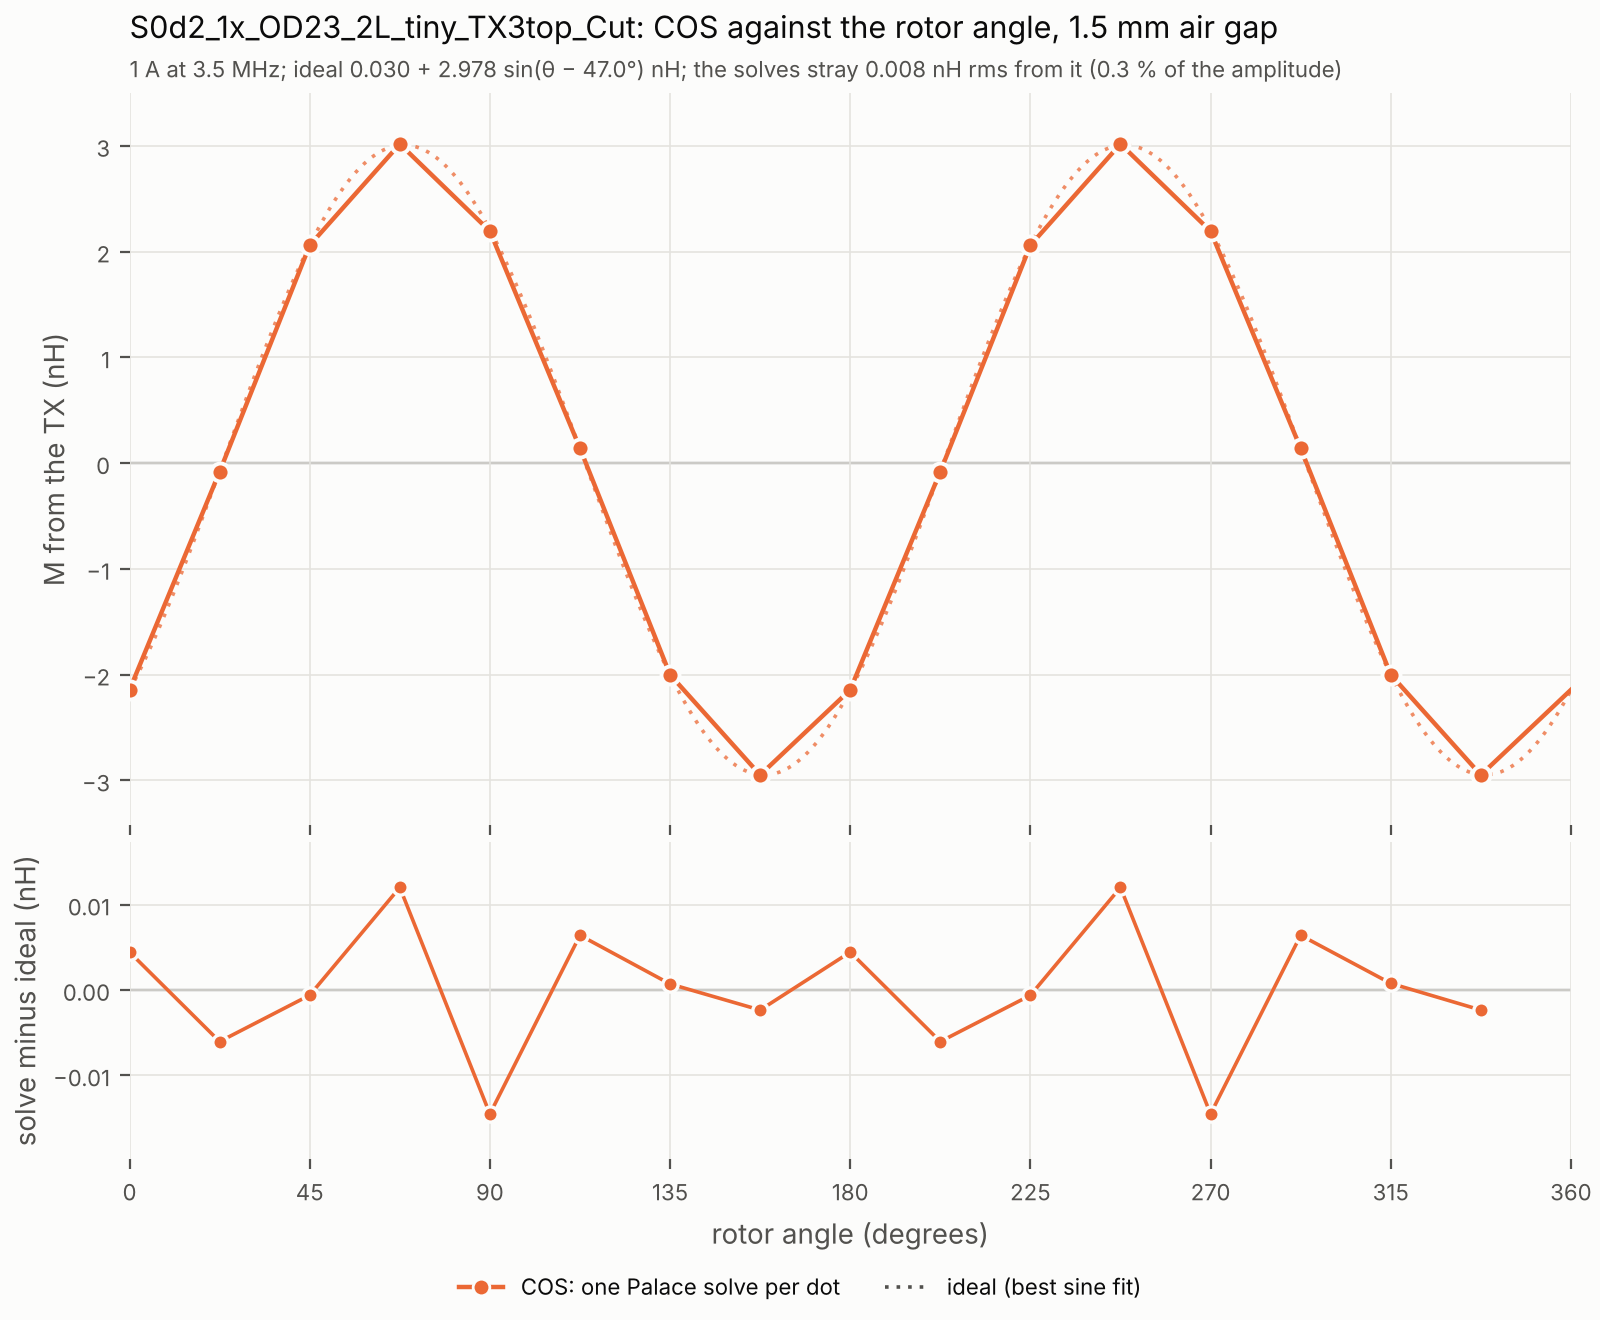 S0d2_1x_OD23_2L_tiny_TX3top_Cut: COS against the rotor angle, 1.5 mm air gap
1 A at 3.5 MHz; ideal 0.030 + 2.978 sin(θ − 47.0°) nH; the solves stray 0.008 nH rms from it (0.3 % of the amplitude)
M from the TX (nH)
3
2
1
0
−1
−2
−3
solve minus ideal (nH)
0.01
0.00
−0.01
0 45 90 135 180 225 270 315 360
rotor angle (degrees)
COS: one Palace solve per dot ideal (best sine fit)